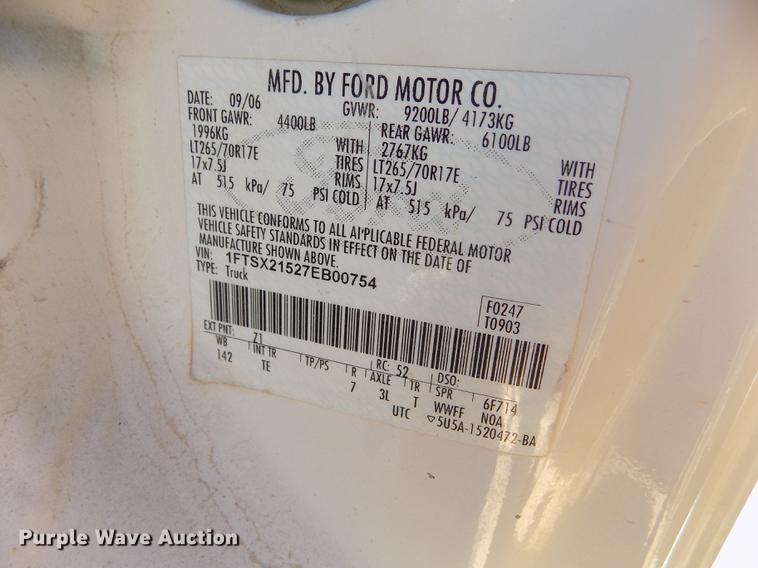 MFD. BY FORD MOTOR CO.
DATE: 09/06 GVWR: 9200LB/ 4173KG
FRONT GAWR: 4400LB REAR GAWR: 6100LB
1996KG WITH 2767KG WITH
LT265/70R17E TIRES LT265/70R17E TIRES
17x7.5J RIMS 17x7.5J RIMS
AT 515 kPa/ 75 PSI COLD AT 515 kPa/ 75 PSI COLD
THIS VEHICLE CONFORMS TO ALL APPLICABLE FEDERAL MOTOR
VEHICLE SAFETY STANDARDS IN EFFECT ON THE DATE OF
MANUFACTURE SHOWN ABOVE.
VIN: 1FTSX21527EB00754
TYPE: Truck
F0247
T0903
EXT PNT: Z1 RC: 52 DSO:
WB INT TR TP/PS R AXLE TR SPR 6F714
142 TE 7 3L T WWFF NOA
UTC ▽5U5A-1520472-BA
Purple Wave Auction